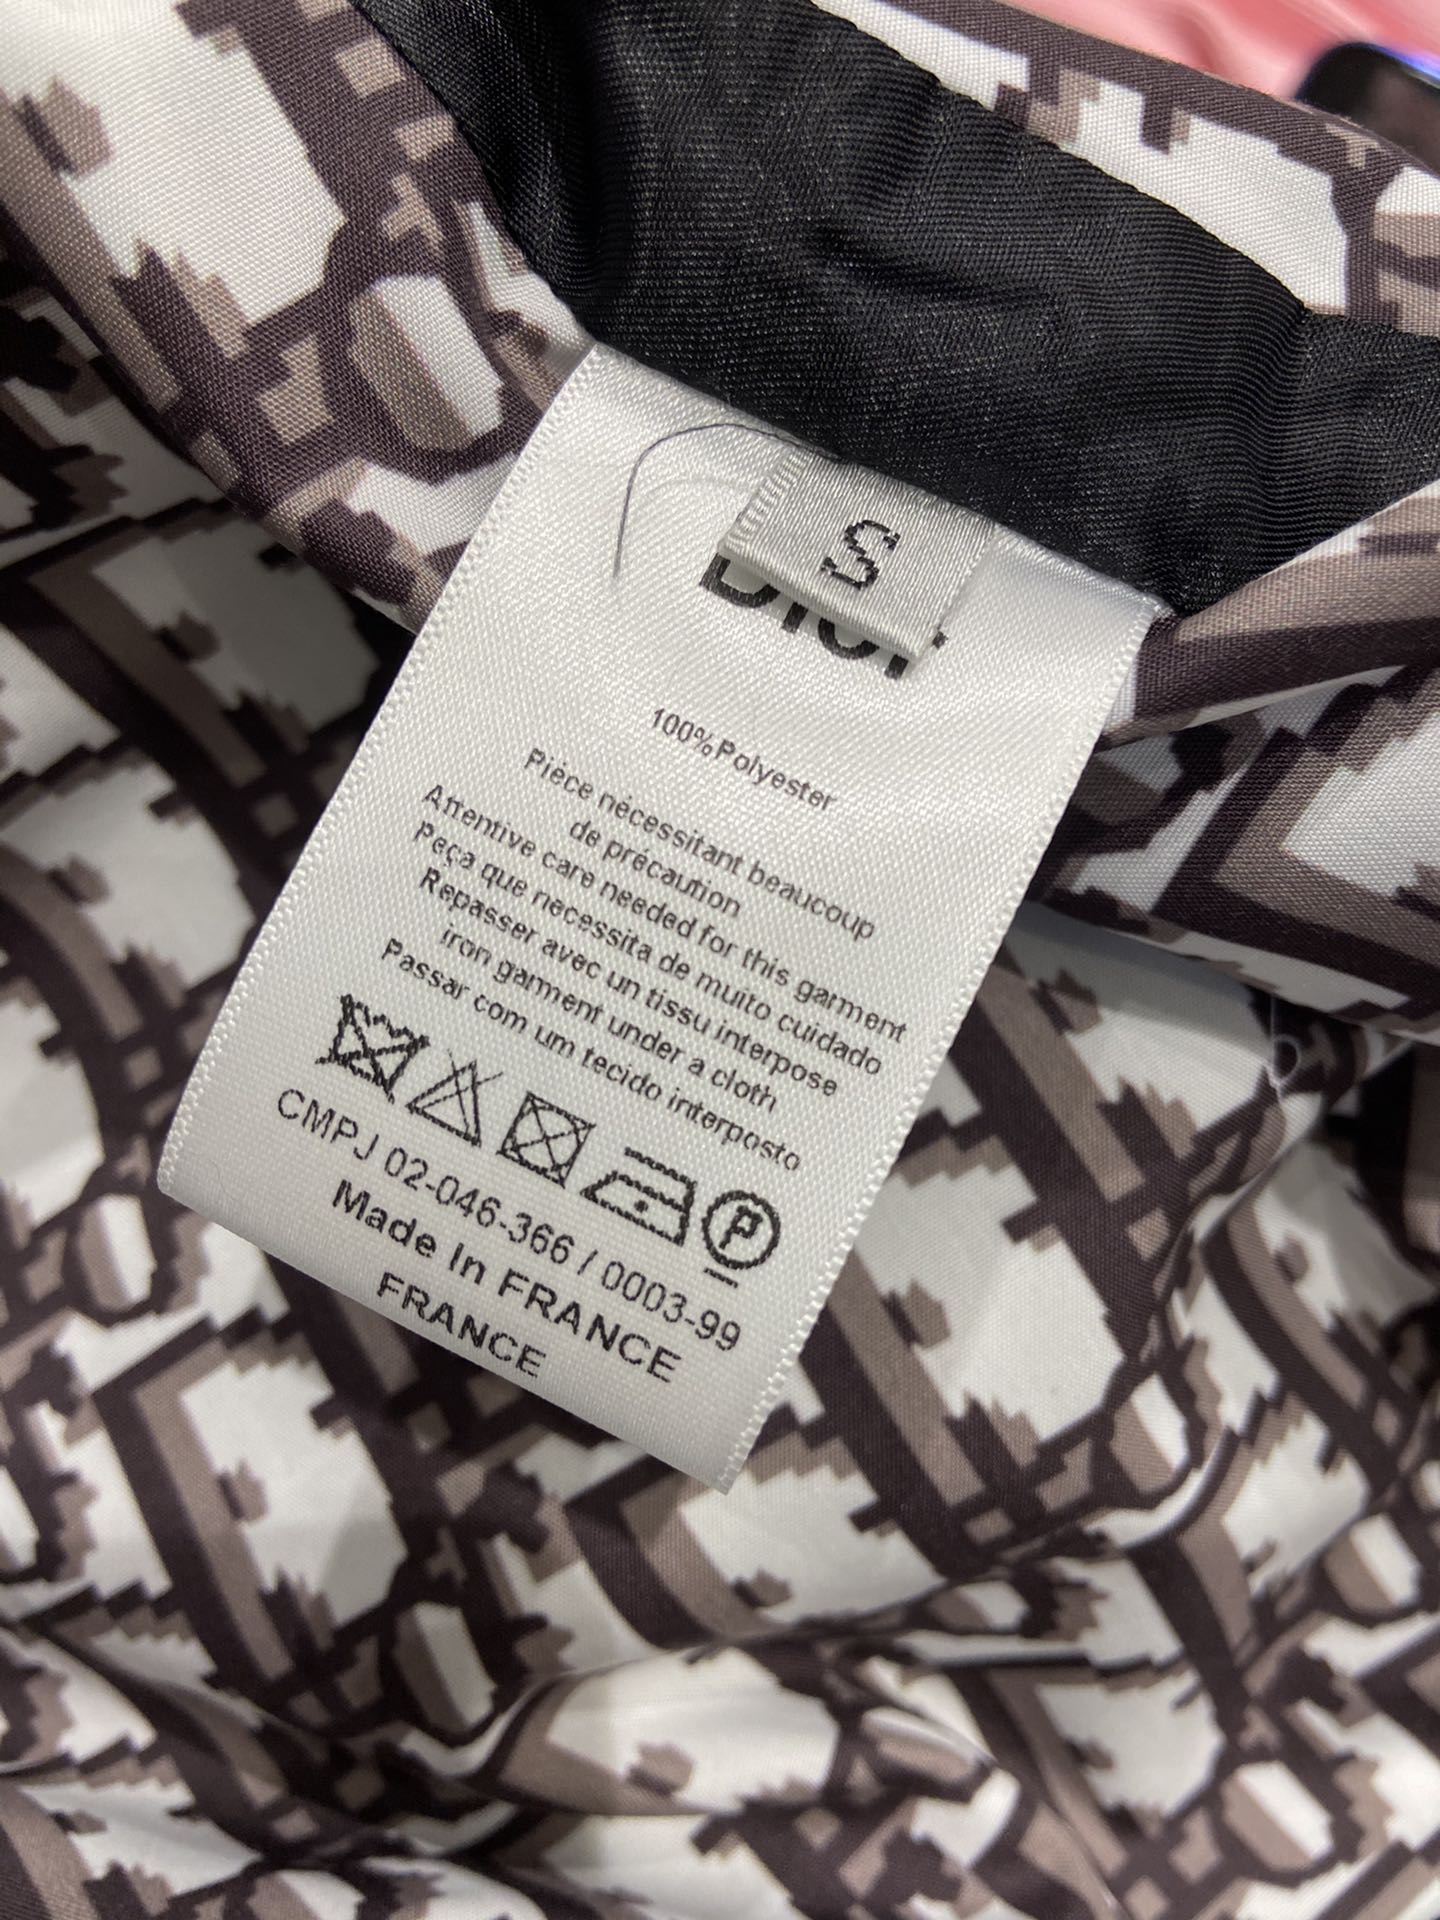 S
Dior
100%Polyester
Pièce nécessitant beaucoup
de précaution
Attentive care needed for this garment
Peça que necessita de muito cuidado
Repasser avec un tissu interpose
iron garment under a cloth
Passar com um tecido interposto
P
CMPJ 02-046-366 / 0003-99
Made In FRANCE
FRANCE